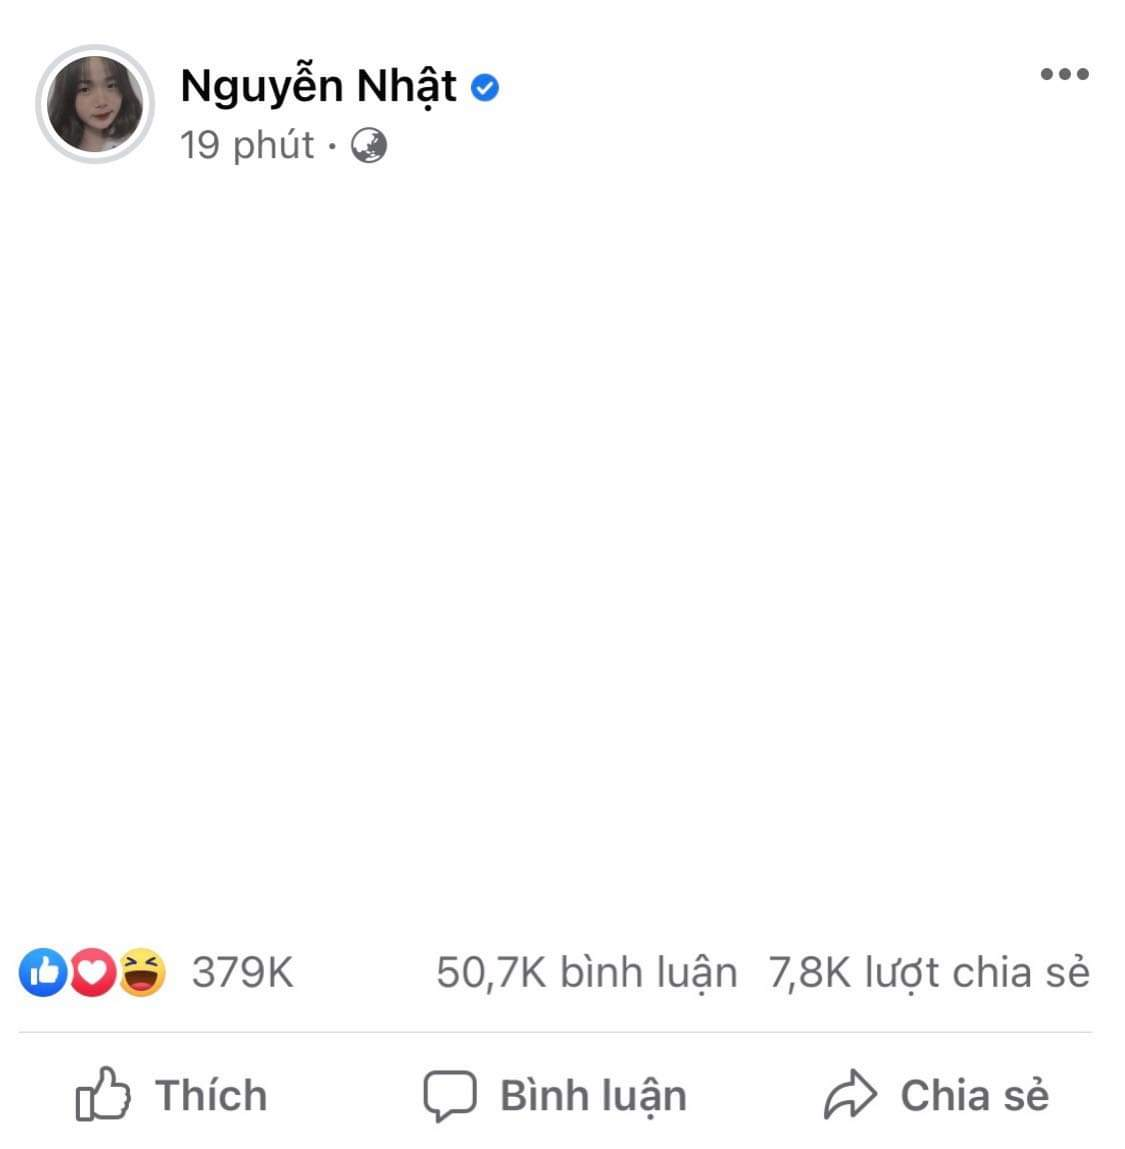 Nguyễn Nhật
19 phút ·
379K 50,7K bình luận 7,8K lượt chia sẻ
Thích Bình luận Chia sẻ